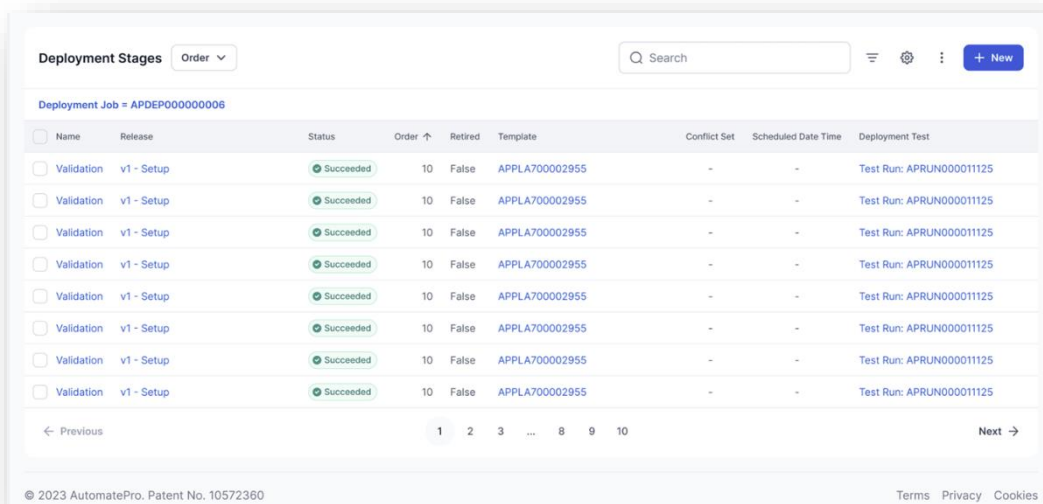 Deployment Stages Order Search + New
Deployment Job = APDEP000000006
Name Release Status Order ↑ Retired Template Conflict Set Scheduled Date Time Deployment Test
Validation v1 - Setup Succeeded 10 False APPLA700002955 - - Test Run: APRUN000011125
Validation v1 - Setup Succeeded 10 False APPLA700002955 - - Test Run: APRUN000011125
Validation v1 - Setup Succeeded 10 False APPLA700002955 - - Test Run: APRUN000011125
Validation v1 - Setup Succeeded 10 False APPLA700002955 - - Test Run: APRUN000011125
Validation v1 - Setup Succeeded 10 False APPLA700002955 - - Test Run: APRUN000011125
Validation v1 - Setup Succeeded 10 False APPLA700002955 - - Test Run: APRUN000011125
Validation v1 - Setup Succeeded 10 False APPLA700002955 - - Test Run: APRUN000011125
Validation v1 - Setup Succeeded 10 False APPLA700002955 - - Test Run: APRUN000011125
← Previous 1 2 3 ... 8 9 10 Next →
© 2023 AutomatePro. Patent No. 10572360 Terms Privacy Cookies